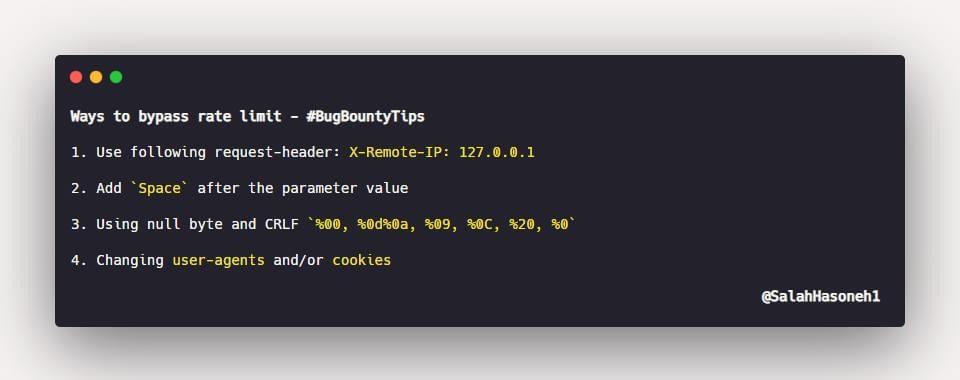 Ways to bypass rate limit - #BugBountyTips
1. Use following request-header: X-Remote-IP: 127.0.0.1
2. Add `Space` after the parameter value
3. Using null byte and CRLF `%00, %0d%0a, %09, %0C, %20, %0`
4. Changing user-agents and/or cookies
@SalahHasoneh1